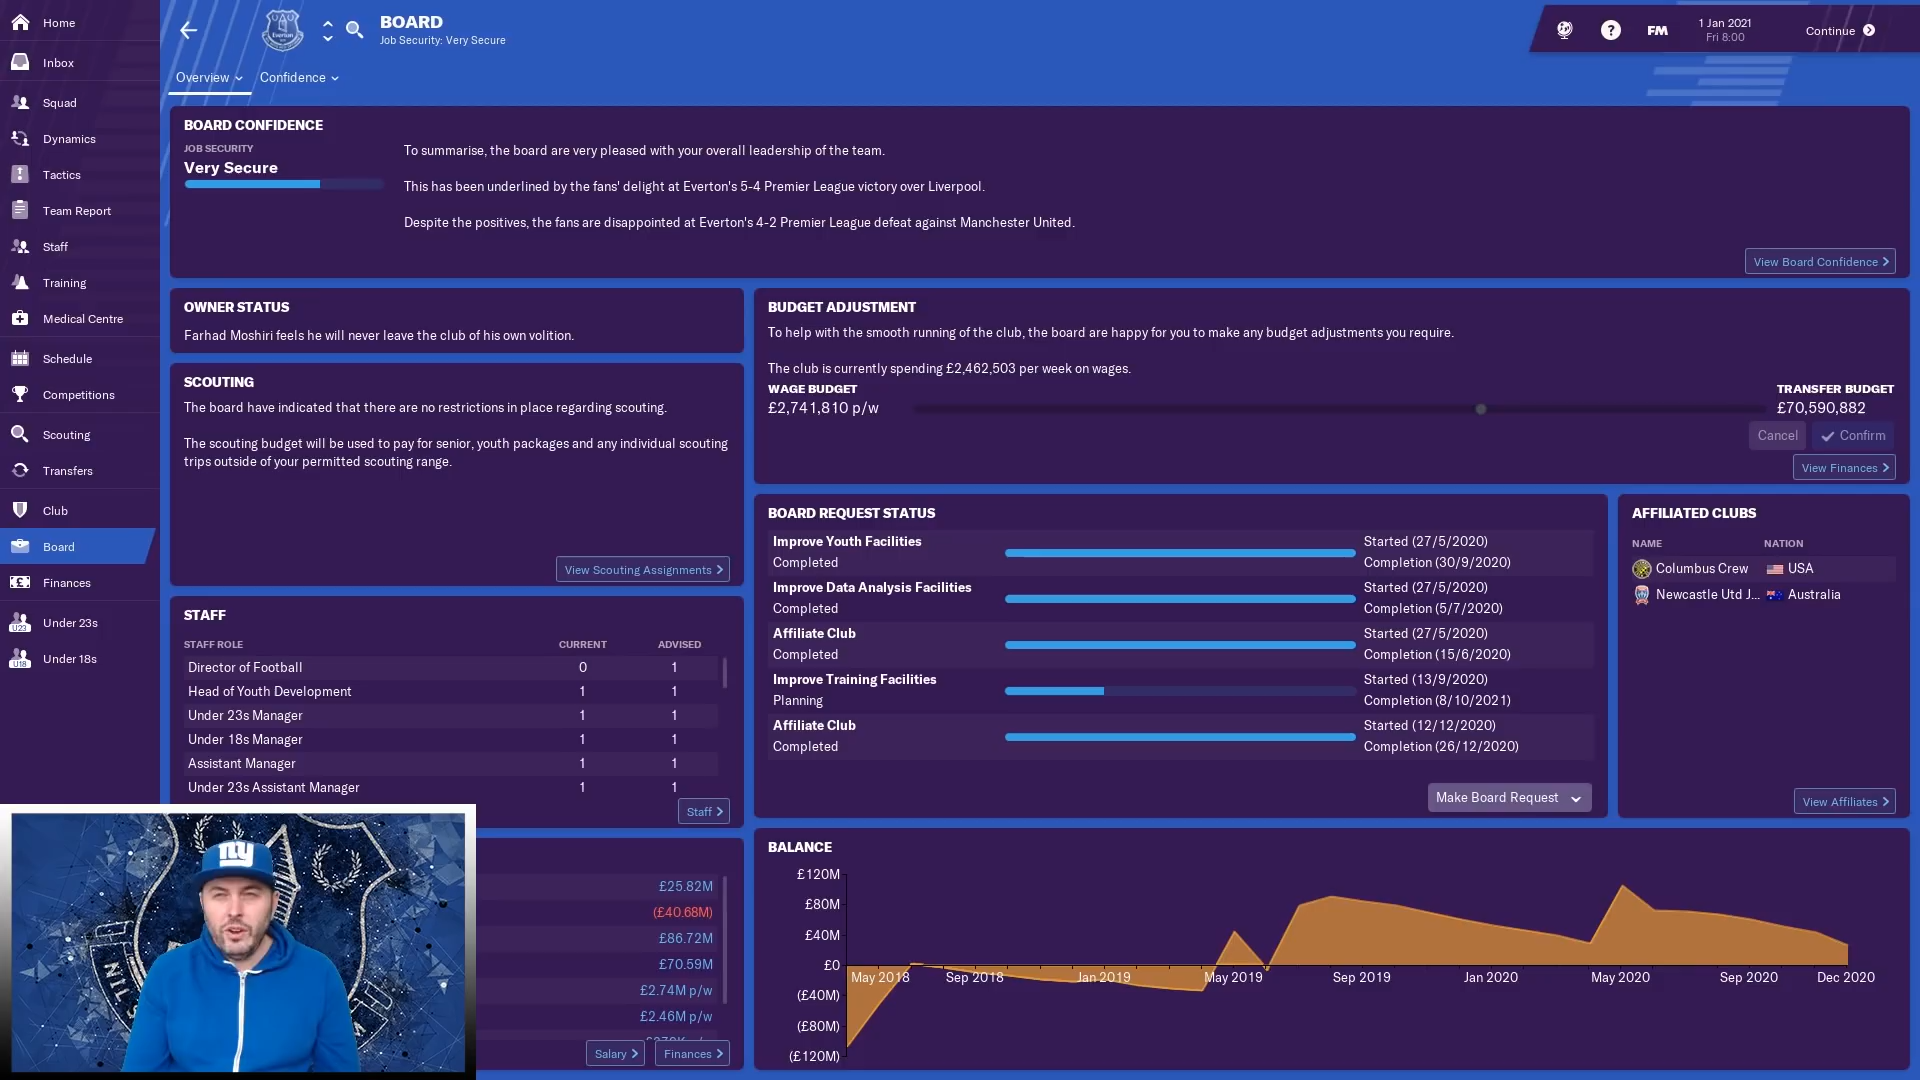 Home
Inbox
Squad
Dynamics
Tactics
Team Report
Staff
Training
Medical Centre
Schedule
Competitions
Scouting
Transfers
Club
Board
Finances
U23
Under 23s
U18
Under 18s
Everton
BOARD
Job Security: Very Secure
?
FM
1 Jan 2021
Fri 8:00
Continue
Overview
Confidence
BOARD CONFIDENCE
JOB SECURITY
Very Secure
To summarise, the board are very pleased with your overall leadership of the team.
This has been underlined by the fans' delight at Everton's 5-4 Premier League victory over Liverpool.
Despite the positives, the fans are disappointed at Everton's 4-2 Premier League defeat against Manchester United.
View Board Confidence
OWNER STATUS
Farhad Moshiri feels he will never leave the club of his own volition.
SCOUTING
The board have indicated that there are no restrictions in place regarding scouting.
The scouting budget will be used to pay for senior, youth packages and any individual scouting
trips outside of your permitted scouting range.
View Scouting Assignments
STAFF
STAFF ROLE CURRENT ADVISED
Director of Football 0 1
Head of Youth Development 1 1
Under 23s Manager 1 1
Under 18s Manager 1 1
Assistant Manager 1 1
Under 23s Assistant Manager 1 1
Staff
£25.82M
(£40.68M)
£86.72M
£70.59M
£2.74M p/w
£2.46M p/w
Salary
Finances
NY
NIL
BUDGET ADJUSTMENT
To help with the smooth running of the club, the board are happy for you to make any budget adjustments you require.
The club is currently spending £2,462,503 per week on wages.
WAGE BUDGET
£2,741,810 p/w
TRANSFER BUDGET
£70,590,882
Cancel
Confirm
View Finances
BOARD REQUEST STATUS
Improve Youth Facilities Started (27/5/2020)
Completed Completion (30/9/2020)
Improve Data Analysis Facilities Started (27/5/2020)
Completed Completion (5/7/2020)
Affiliate Club Started (27/5/2020)
Completed Completion (15/6/2020)
Improve Training Facilities Started (13/9/2020)
Planning Completion (8/10/2021)
Affiliate Club Started (12/12/2020)
Completed Completion (26/12/2020)
Make Board Request
AFFILIATED CLUBS
NAME NATION
Columbus Crew USA
Newcastle Utd J... Australia
View Affiliates
BALANCE
£120M
£80M
£40M
£0
(£40M)
(£80M)
(£120M)
May 2018 Sep 2018 Jan 2019 May 2019 Sep 2019 Jan 2020 May 2020 Sep 2020 Dec 2020